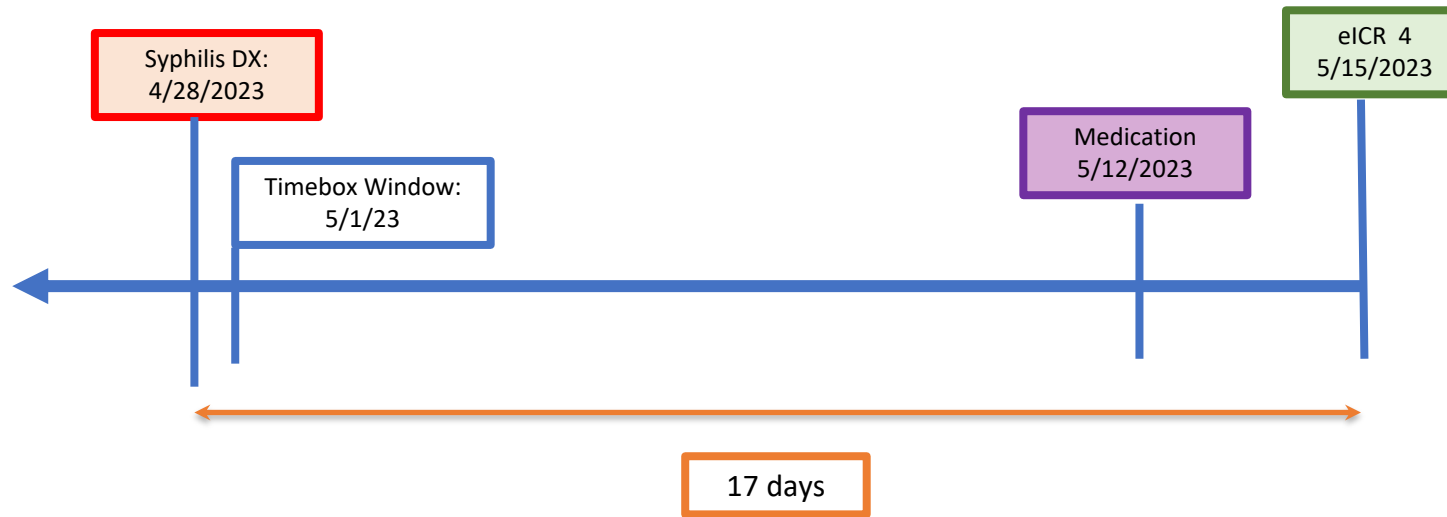 Syphilis DX:
4/28/2023
Timebox Window:
5/1/23
Medication
5/12/2023
eICR 4
5/15/2023
17 days